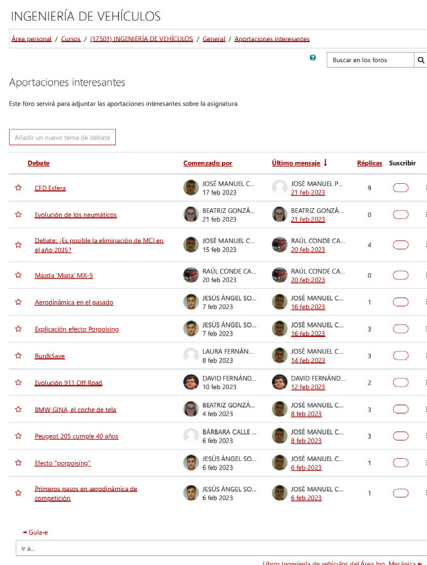 INGENIERÍA DE VEHÍCULOS
Área personal / Cursos / (17501) INGENIERÍA DE VEHÍCULOS / General / Aportaciones interesantes
Buscar en los foros
Aportaciones interesantes
Este foro servirá para adjuntar las aportaciones interesantes sobre la asignatura
Añadir un nuevo tema de debate
Debate Comenzado por Último mensaje ↓ Réplicas Suscribir
CFD Esfera JOSÉ MANUEL C... 17 feb 2023 JOSÉ MANUEL P... 21 feb 2023 9
Evolución de los neumáticos BEATRIZ GONZÁ... 21 feb 2023 BEATRIZ GONZÁ... 21 feb 2023 0
Debate: ¿Es posible la eliminación de MCI en el año 2035? JOSÉ MANUEL C... 15 feb 2023 RAÚL CONDE CA... 20 feb 2023 4
Mazda 'Miata' MX-5 RAÚL CONDE CA... 20 feb 2023 RAÚL CONDE CA... 20 feb 2023 0
Aerodinámica en el pasado JESÚS ÁNGEL SO... 7 feb 2023 JOSÉ MANUEL C... 16 feb 2023 1
Explicación efecto Porpoising JESÚS ÁNGEL SO... 7 feb 2023 JOSÉ MANUEL C... 16 feb 2023 3
Run&Save LAURA FERNÁN... 8 feb 2023 JOSÉ MANUEL C... 14 feb 2023 3
Evolución 911 Off Road DAVID FERNÁND... 10 feb 2023 DAVID FERNÁND... 12 feb 2023 2
BMW GINA, el coche de tela BEATRIZ GONZÁ... 4 feb 2023 JOSÉ MANUEL C... 8 feb 2023 3
Peugeot 205 cumple 40 años BÁRBARA CALLE ... 6 feb 2023 JOSÉ MANUEL C... 8 feb 2023 3
Efecto "porpoising" JESÚS ÁNGEL SO... 6 feb 2023 JOSÉ MANUEL C... 6 feb 2023 1
Primeros pasos en aerodinámica de competición JESÚS ÁNGEL SO... 6 feb 2023 JOSÉ MANUEL C... 6 feb 2023 1
◄ Guía-e
Ir a...
Libros Ingeniería de vehículos del Área Ing. Mecánica ►